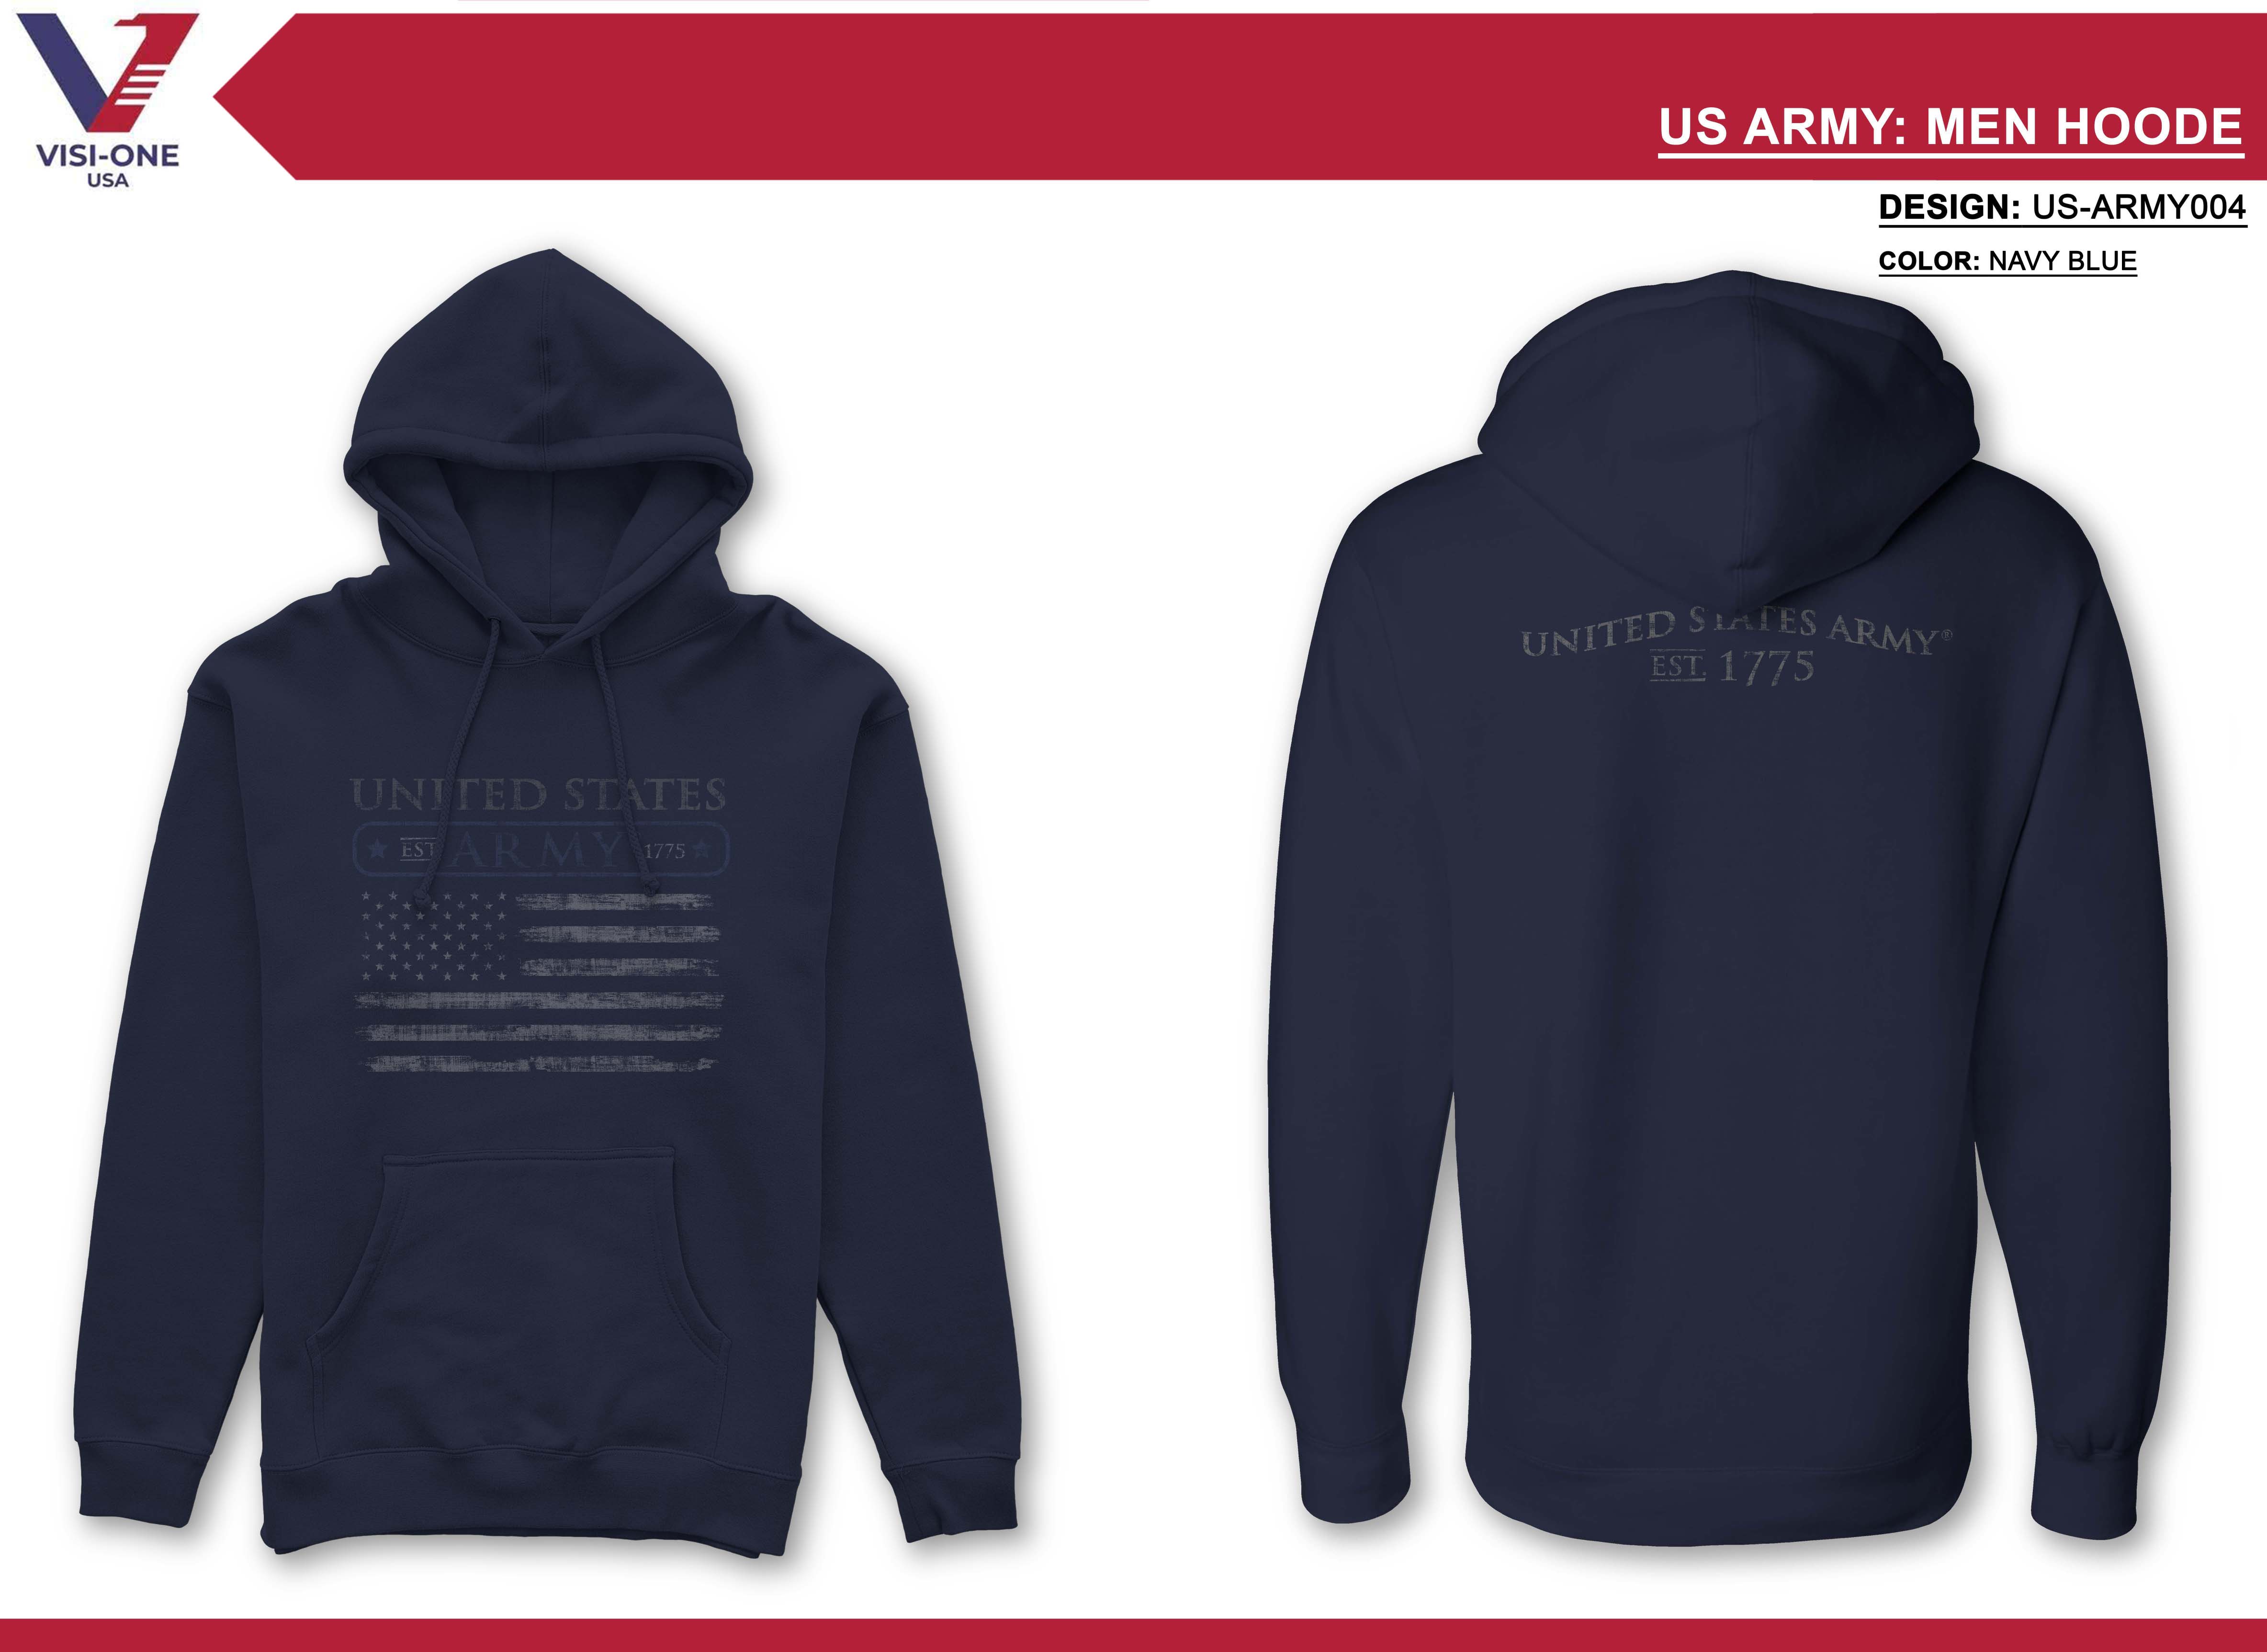 VISI-ONE
USA
US ARMY: MEN HOODE
DESIGN: US-ARMY004
COLOR: NAVY BLUE
UNITED STATES
EST. ARMY 1775
UNITED STATES ARMY®
EST. 1775